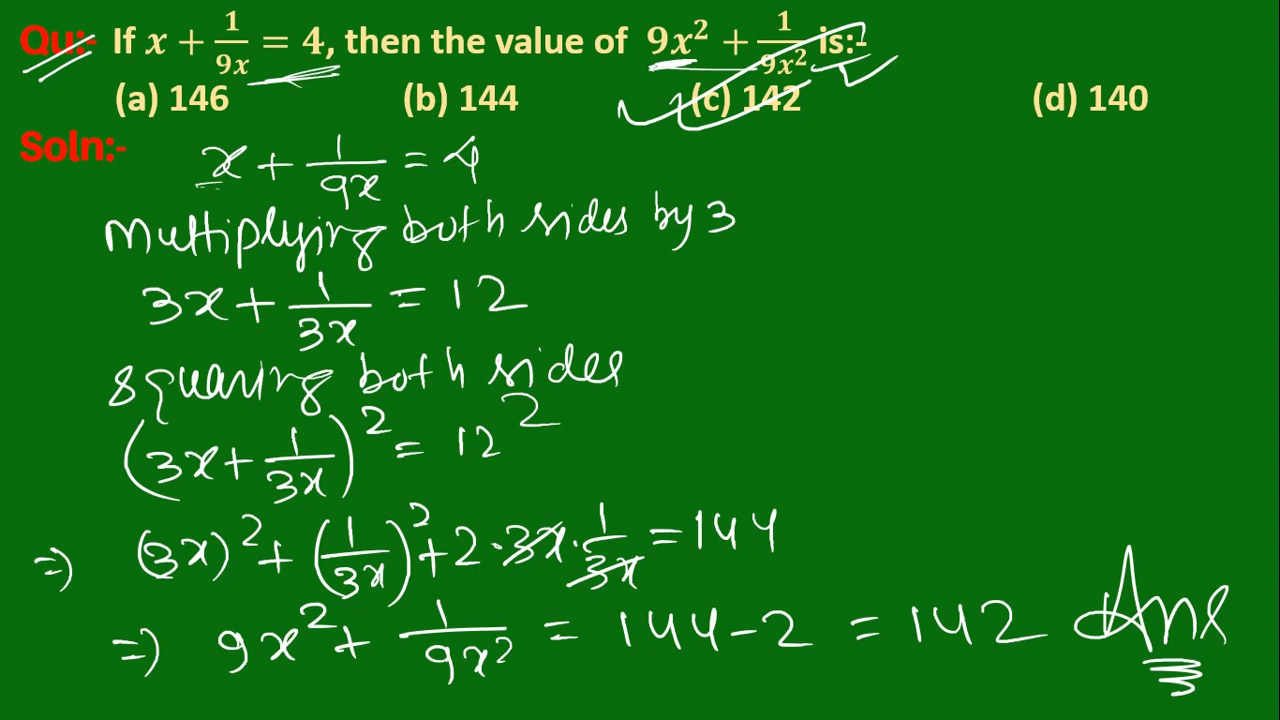 Qu:- If x + 1/9x = 4, then the value of 9x² + 1/9x² is:-
(a) 146 (b) 144 (c) 142 (d) 140
Soln:-
x + 1/9x = 4
Multiplying both sides by 3
3x + 1/3x = 12
squaring both sides
(3x + 1/3x)² = 12²
⇒ (3x)² + (1/3x)² + 2·3x·1/3x = 144
⇒ 9x² + 1/9x² = 144 - 2 = 142 Ans